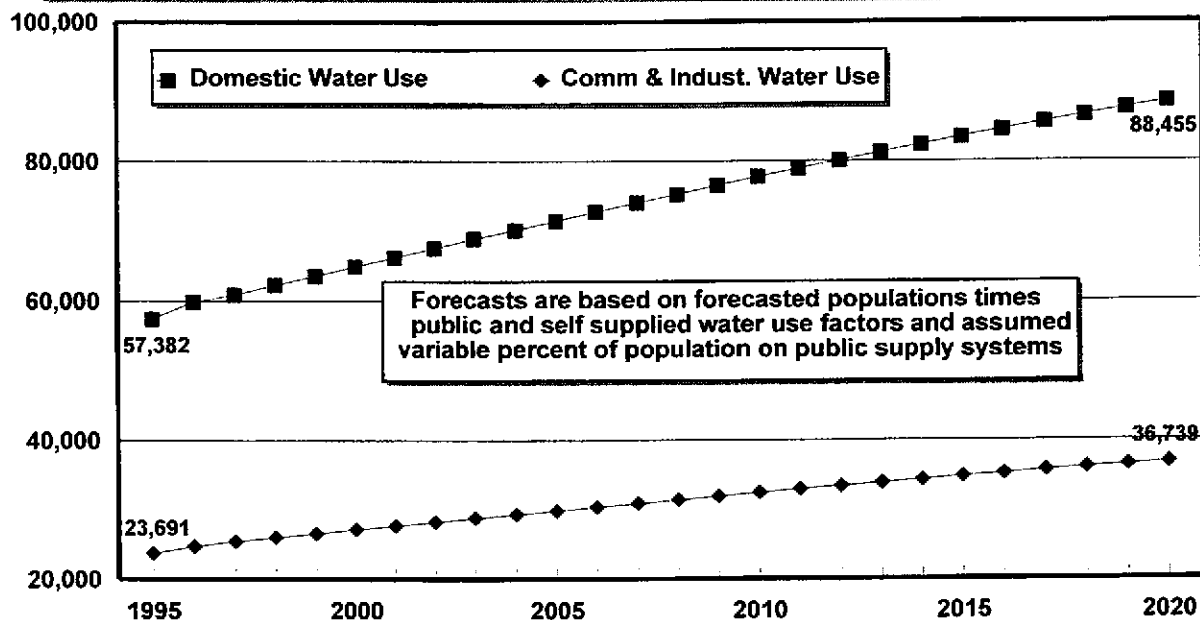 100,000
Domestic Water Use Comm & Indust. Water Use
88,455
80,000
60,000
57,382
Forecasts are based on forecasted populations times
public and self supplied water use factors and assumed
variable percent of population on public supply systems
40,000
36,739
23,691
20,000
1995 2000 2005 2010 2015 2020